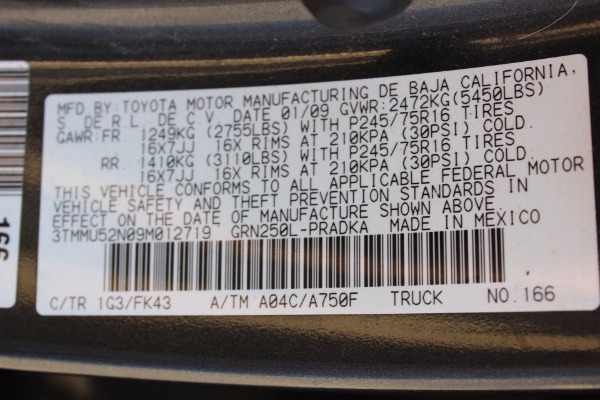 MFD BY: TOYOTA MOTOR MANUFACTURING DE BAJA CALIFORNIA,
S DE R L DE C V DATE 01/09 GVWR: 2472KG(5450LBS)
GAWR:FR 1249KG (2755LBS) WITH P245/75R16 TIRES
16X7JJ 16X RIMS AT 210KPA (30PSI) COLD.
RR 1410KG (3110LBS) WITH P245/75R16 TIRES
16X7JJ 16X RIMS AT 210KPA (30PSI) COLD
THIS VEHICLE CONFORMS TO ALL APPLICABLE FEDERAL MOTOR
VEHICLE SAFETY AND THEFT PREVENTION STANDARDS IN
EFFECT ON THE DATE OF MANUFACTURE SHOWN ABOVE.
3TMMU52N09M012719 GRN250L-PRADKA MADE IN MEXICO
C/TR 1G3/FK43 A/TM A04C/A750F TRUCK NO.166
166